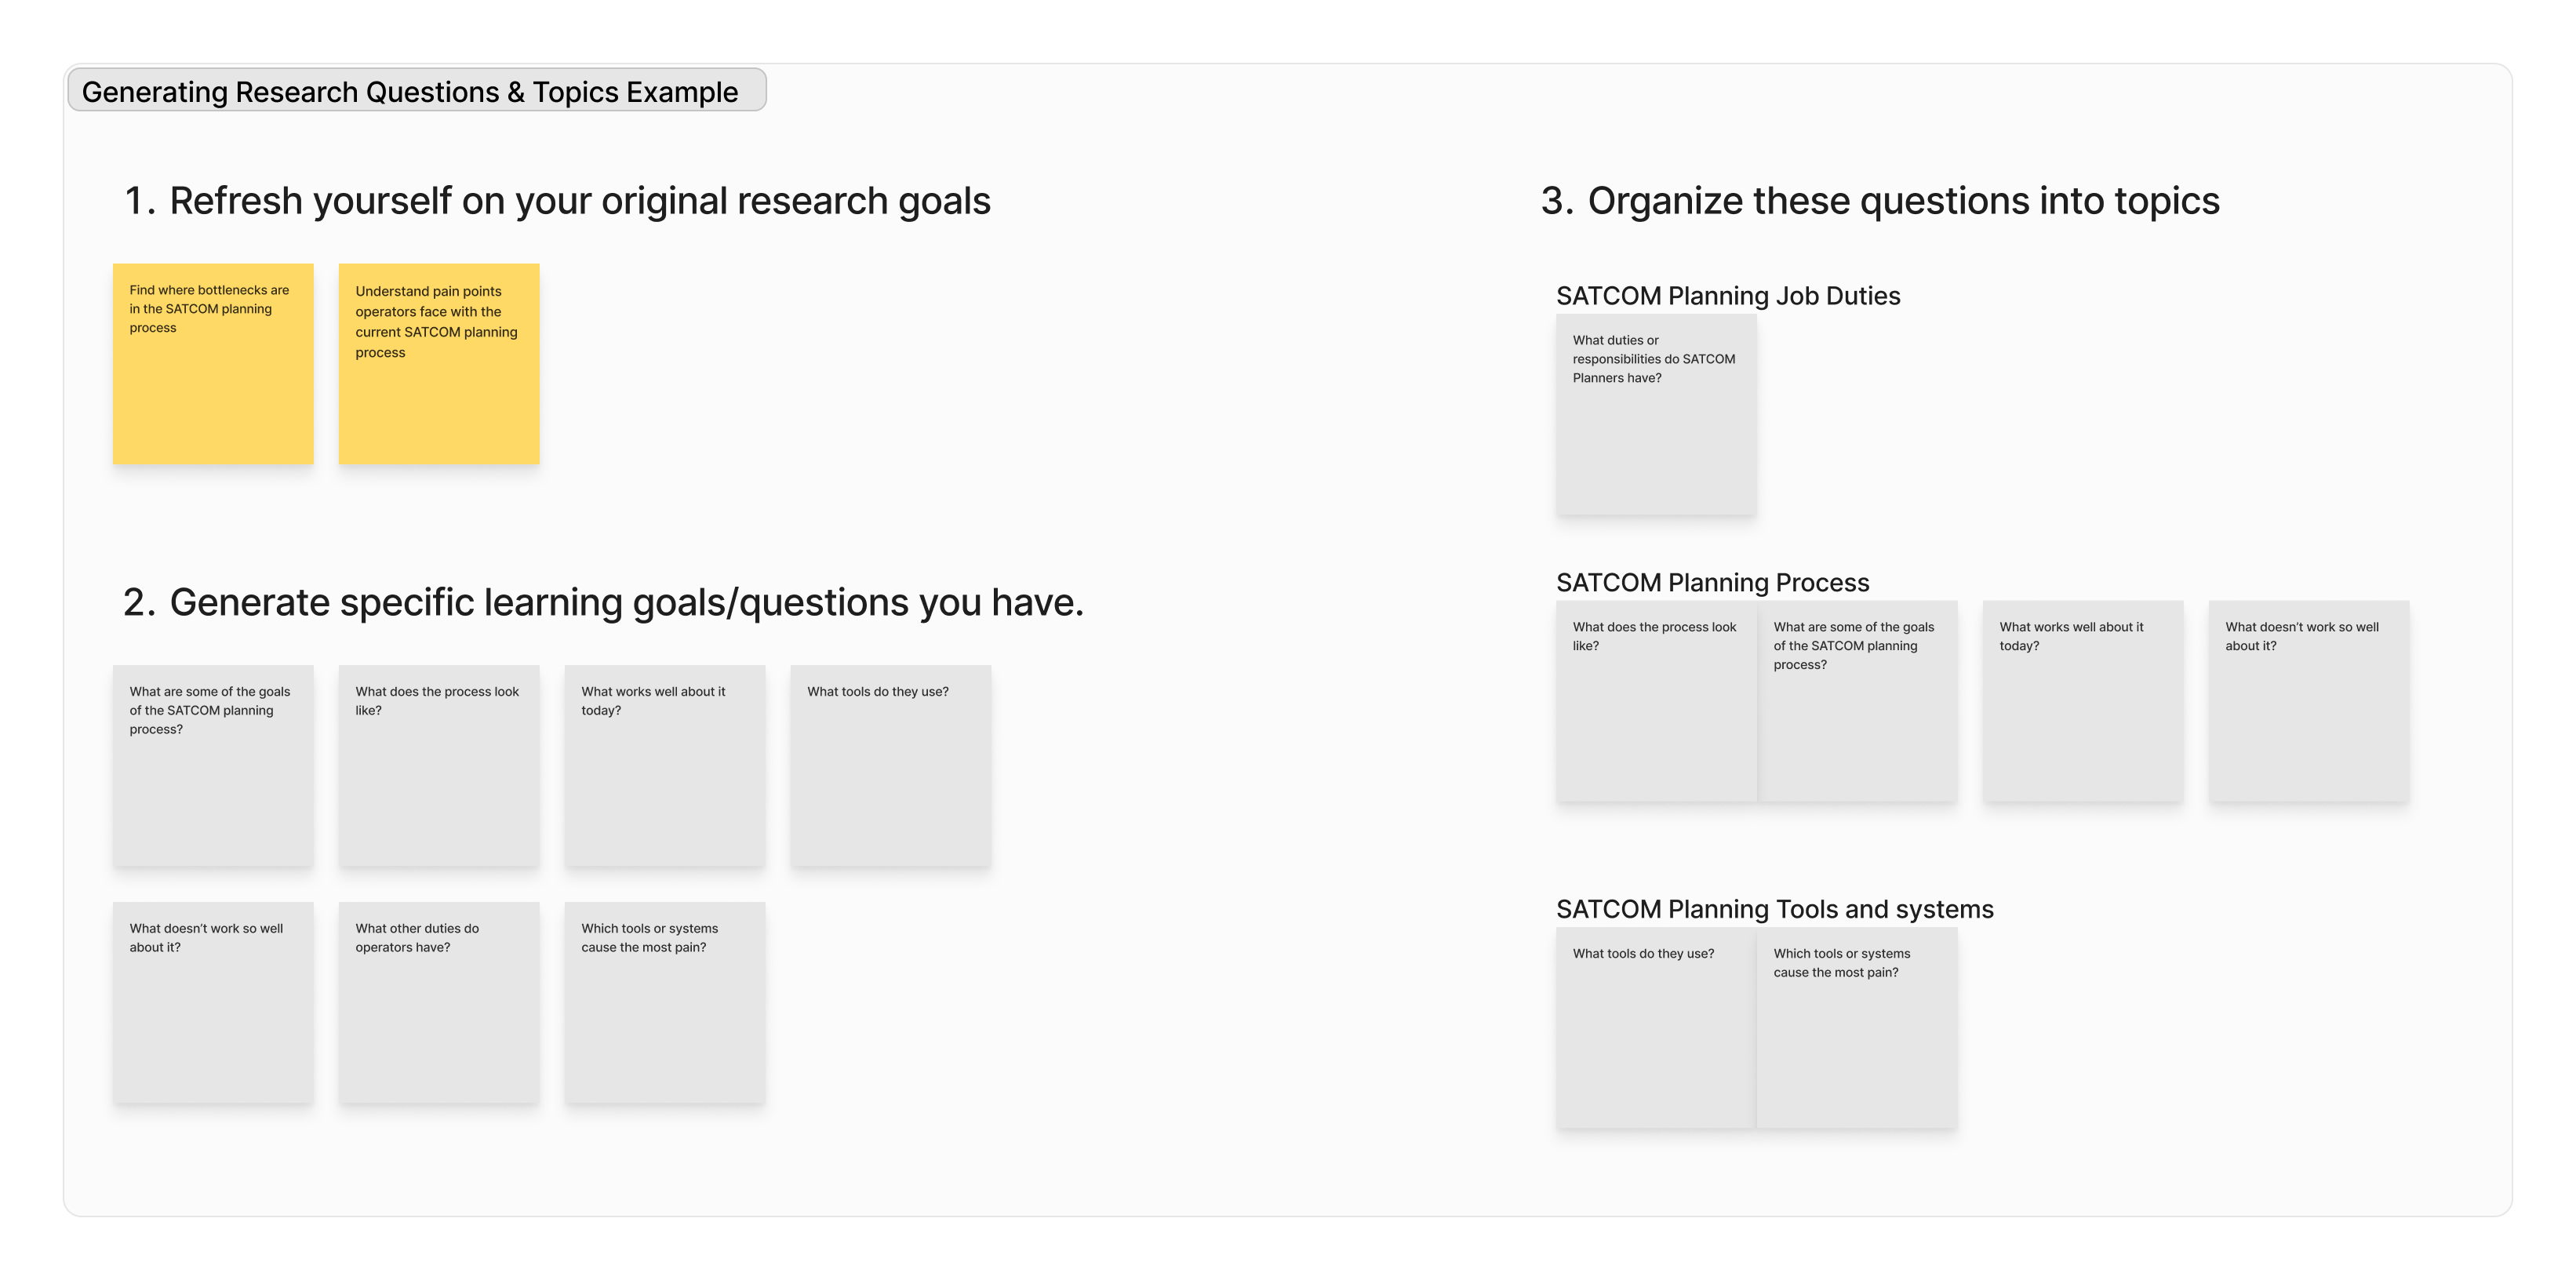 Generating Research Questions & Topics Example
1. Refresh yourself on your original research goals
Find where bottlenecks are
in the SATCOM planning
process
Understand pain points
operators face with the
current SATCOM planning
process
2. Generate specific learning goals/questions you have.
What are some of the goals
of the SATCOM planning
process?
What does the process look
like?
What works well about it
today?
What tools do they use?
What doesn’t work so well
about it?
What other duties do
operators have?
Which tools or systems
cause the most pain?
3. Organize these questions into topics
SATCOM Planning Job Duties
What duties or
responsibilities do SATCOM
Planners have?
SATCOM Planning Process
What does the process look
like?
What are some of the goals
of the SATCOM planning
process?
What works well about it
today?
What doesn’t work so well
about it?
SATCOM Planning Tools and systems
What tools do they use?
Which tools or systems
cause the most pain?